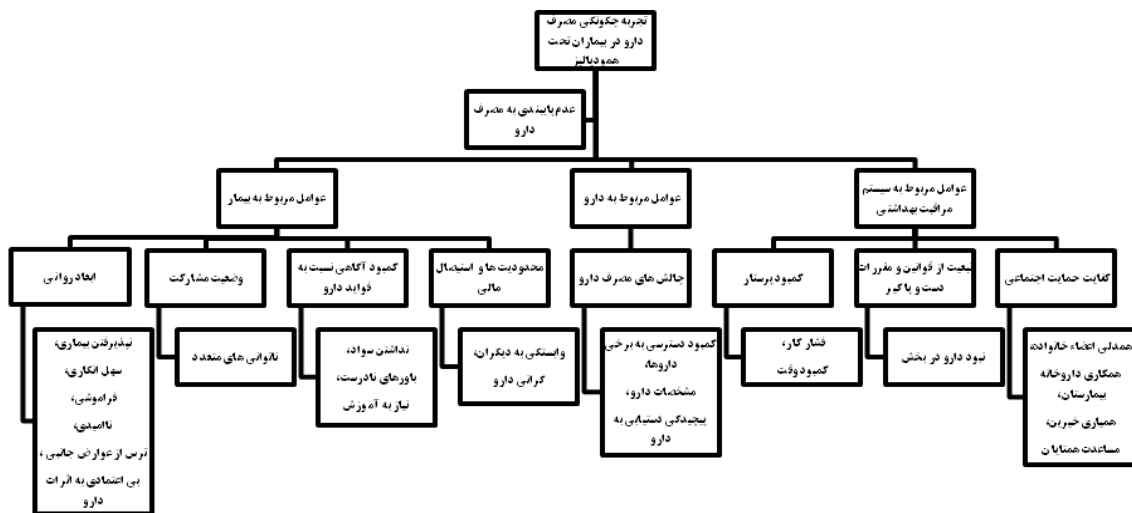 تجربه چگونگی مصرف
دارو در بیماران تحت
همودیالیز
عدم پایبندی به مصرف
دارو
عوامل مربوط به سیستم
مراقبت بهداشتی
عوامل مربوط به دارو
عوامل مربوط به بیمار
کفایت حمایت اجتماعی
تبعیت از قوانین و مقررات
دست و پاگیر
کمبود پرستار
چالش های مصرف دارو
محدودیت ها و استیصال
مالی
کمبود آگاهی نسبت به
فواید دارو
وضعیت مشارکت
ابعاد روانی
همدلی اعضاء خانواده،
همکاری داروخانه
بیمارستان،
همیاری خیرین،
مساعدت همتایان
نبود دارو در بخش
فشار کار،
کمبود وقت
کمبود دسترسی به برخی
داروها،
مشخصات دارو،
پیچیدگی دستیابی به
دارو
وابستگی به دیگران،
گرانی دارو
نداشتن سواد،
باورهای نادرست،
نیاز به آموزش
ناتوانی های متعدد
نپذیرفتن بیماری،
سهل انگاری،
فراموشی،
ناامیدی،
ترس از عوارض جانبی ،
بی اعتمادی به اثرات
دارو